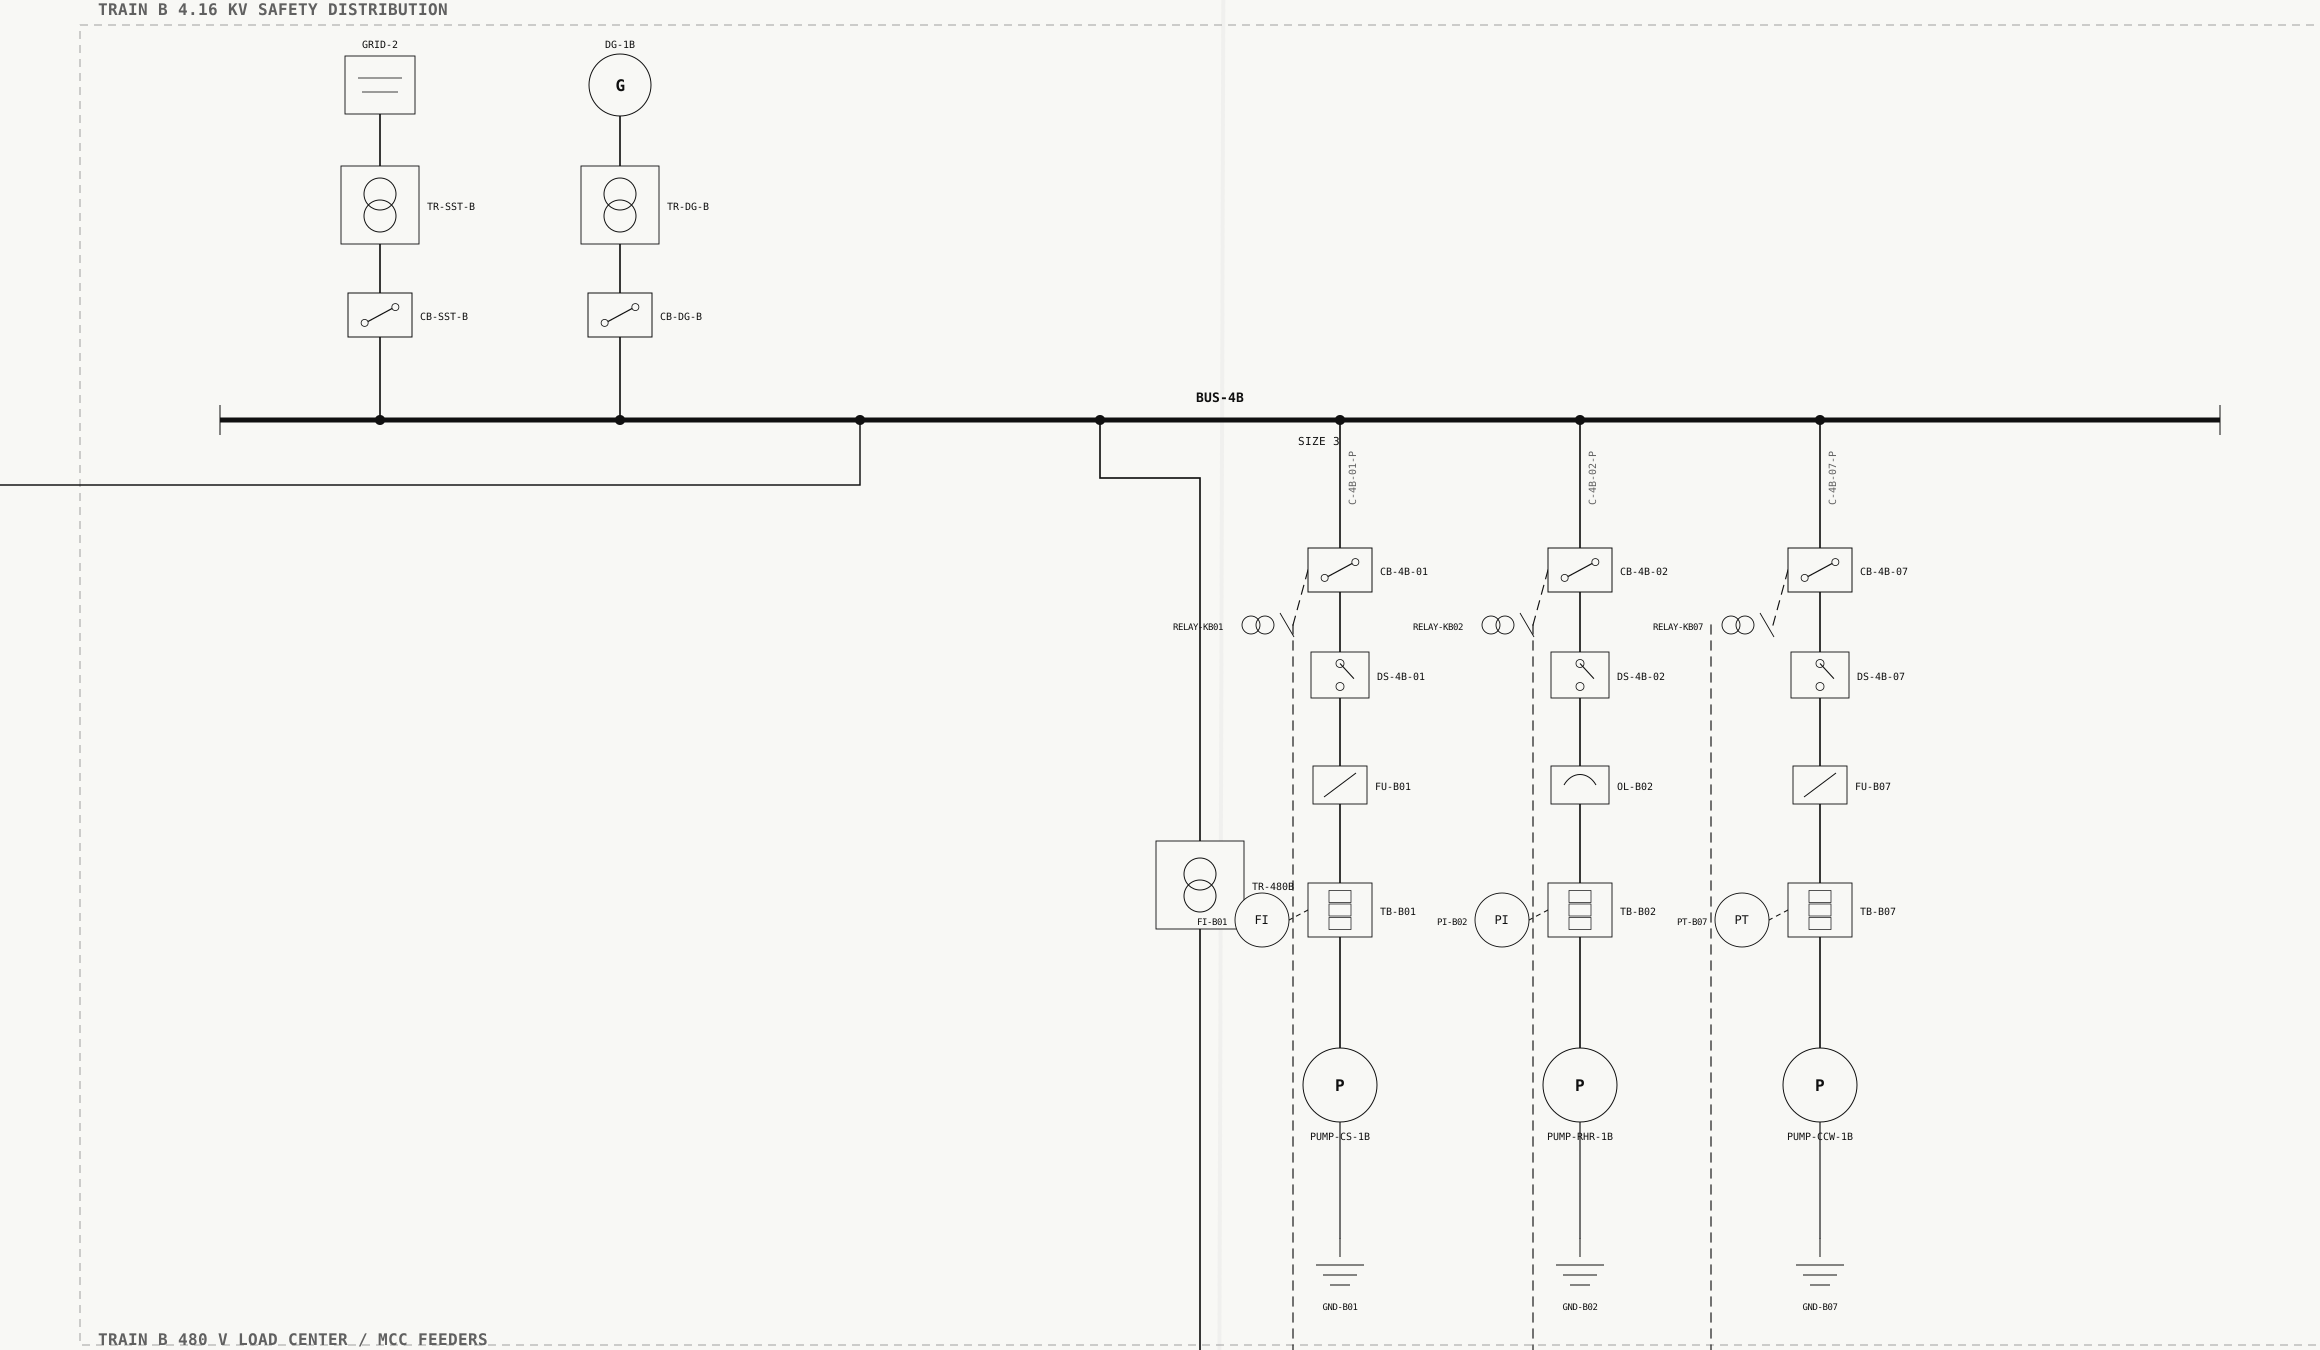 TRAIN B 4.16 KV SAFETY DISTRIBUTION
GRID-2
DG-1B
G
TR-SST-B
TR-DG-B
CB-SST-B
CB-DG-B
BUS-4B
SIZE 3
C-4B-01-P
C-4B-02-P
C-4B-07-P
CB-4B-01
CB-4B-02
CB-4B-07
RELAY-KB01
RELAY-KB02
RELAY-KB07
DS-4B-01
DS-4B-02
DS-4B-07
FU-B01
OL-B02
FU-B07
TR-480B
FI-B01
FI
TB-B01
PI-B02
PI
TB-B02
PT-B07
PT
TB-B07
P
P
P
PUMP-CS-1B
PUMP-RHR-1B
PUMP-CCW-1B
GND-B01
GND-B02
GND-B07
TRAIN B 480 V LOAD CENTER / MCC FEEDERS